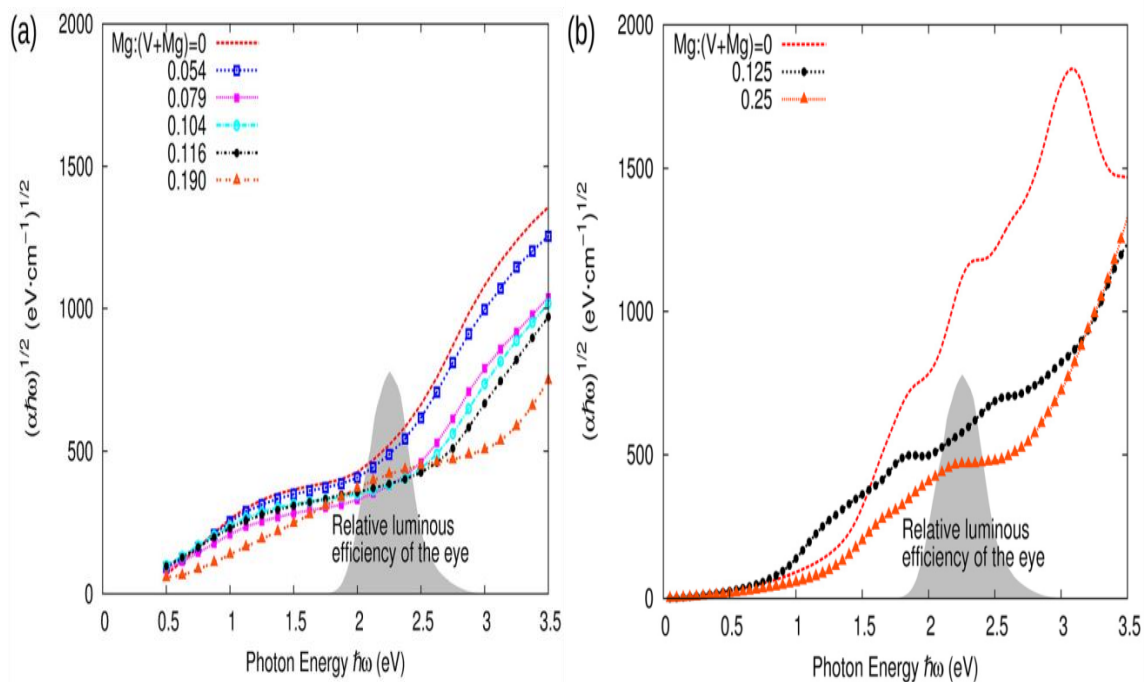 (a)
2000
1500
1000
500
0
(αħω)^1/2 (eV·cm⁻¹)^1/2
Mg:(V+Mg)=0
0.054
0.079
0.104
0.116
0.190
Relative luminous
efficiency of the eye
0 0.5 1 1.5 2 2.5 3 3.5
Photon Energy ħω (eV)
(b)
2000
1500
1000
500
0
(αħω)^1/2 (eV·cm⁻¹)^1/2
Mg:(V+Mg)=0
0.125
0.25
Relative luminous
efficiency of the eye
0 0.5 1 1.5 2 2.5 3 3.5
Photon Energy ħω (eV)